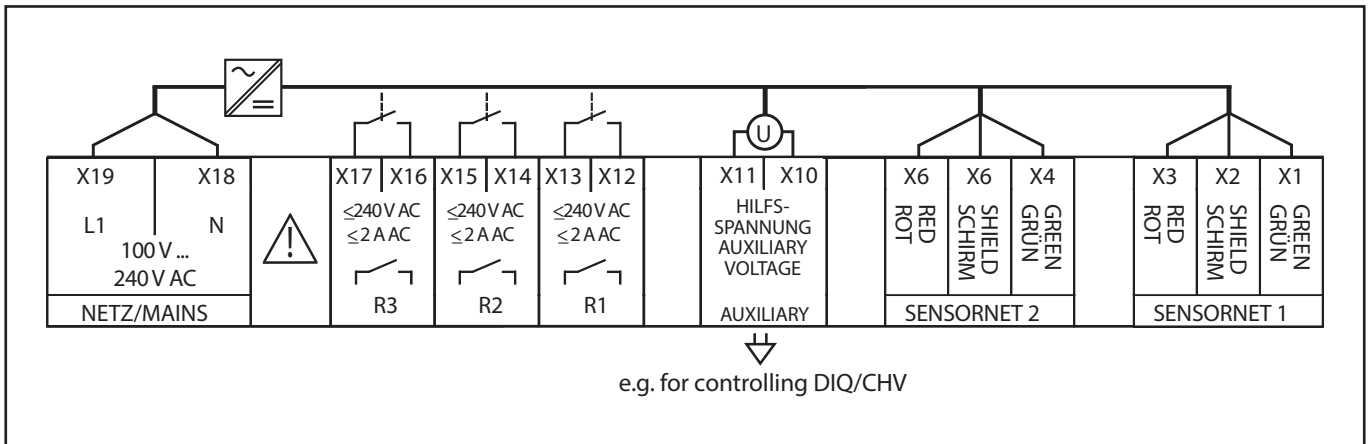 U
X19 X18
L1 N
100 V ...
240 V AC
NETZ/MAINS
X17 X16
≤240 V AC
≤2 A AC
R3
X15 X14
≤240 V AC
≤2 A AC
R2
X13 X12
≤240 V AC
≤2 A AC
R1
X11 X10
HILFS-
SPANNUNG
AUXILIARY
VOLTAGE
AUXILIARY
X6 X6 X4
RED
ROT
SHIELD
SCHIRM
GREEN
GRÜN
SENSORNET 2
X3 X2 X1
RED
ROT
SHIELD
SCHIRM
GREEN
GRÜN
SENSORNET 1
e.g. for controlling DIQ/CHV